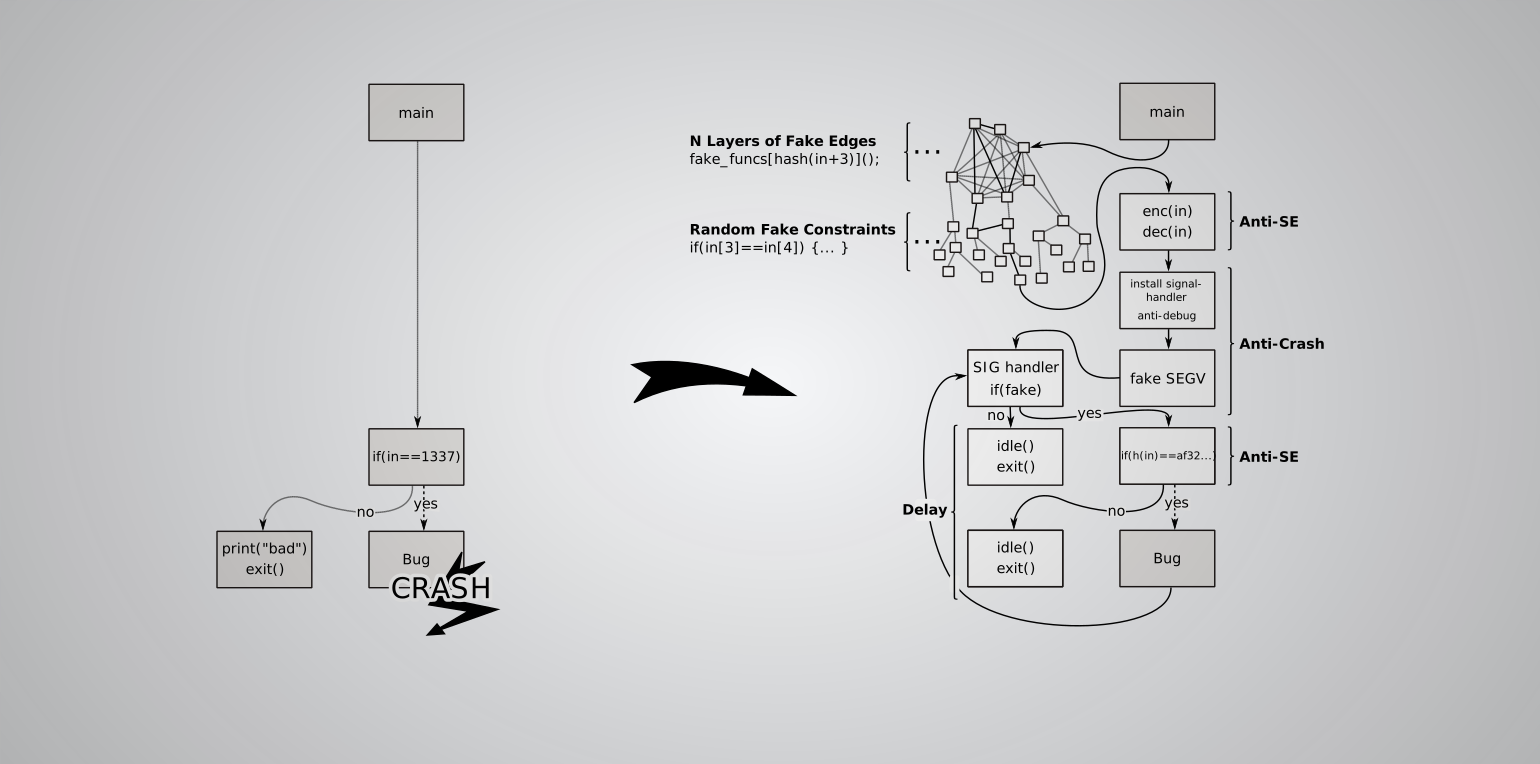 main
if(in==1337)
no
yes
print("bad")
exit()
Bug
CRASH
N Layers of Fake Edges
fake_funcs[hash(in+3)]();
...
Random Fake Constraints
if(in[3]==in[4]) {... }
...
main
enc(in)
dec(in)
Anti-SE
install signal-
handler
anti-debug
Anti-Crash
fake SEGV
SIG handler
if(fake)
no
yes
idle()
exit()
if(h(in)==af32...)
Anti-SE
Delay
no
yes
idle()
exit()
Bug